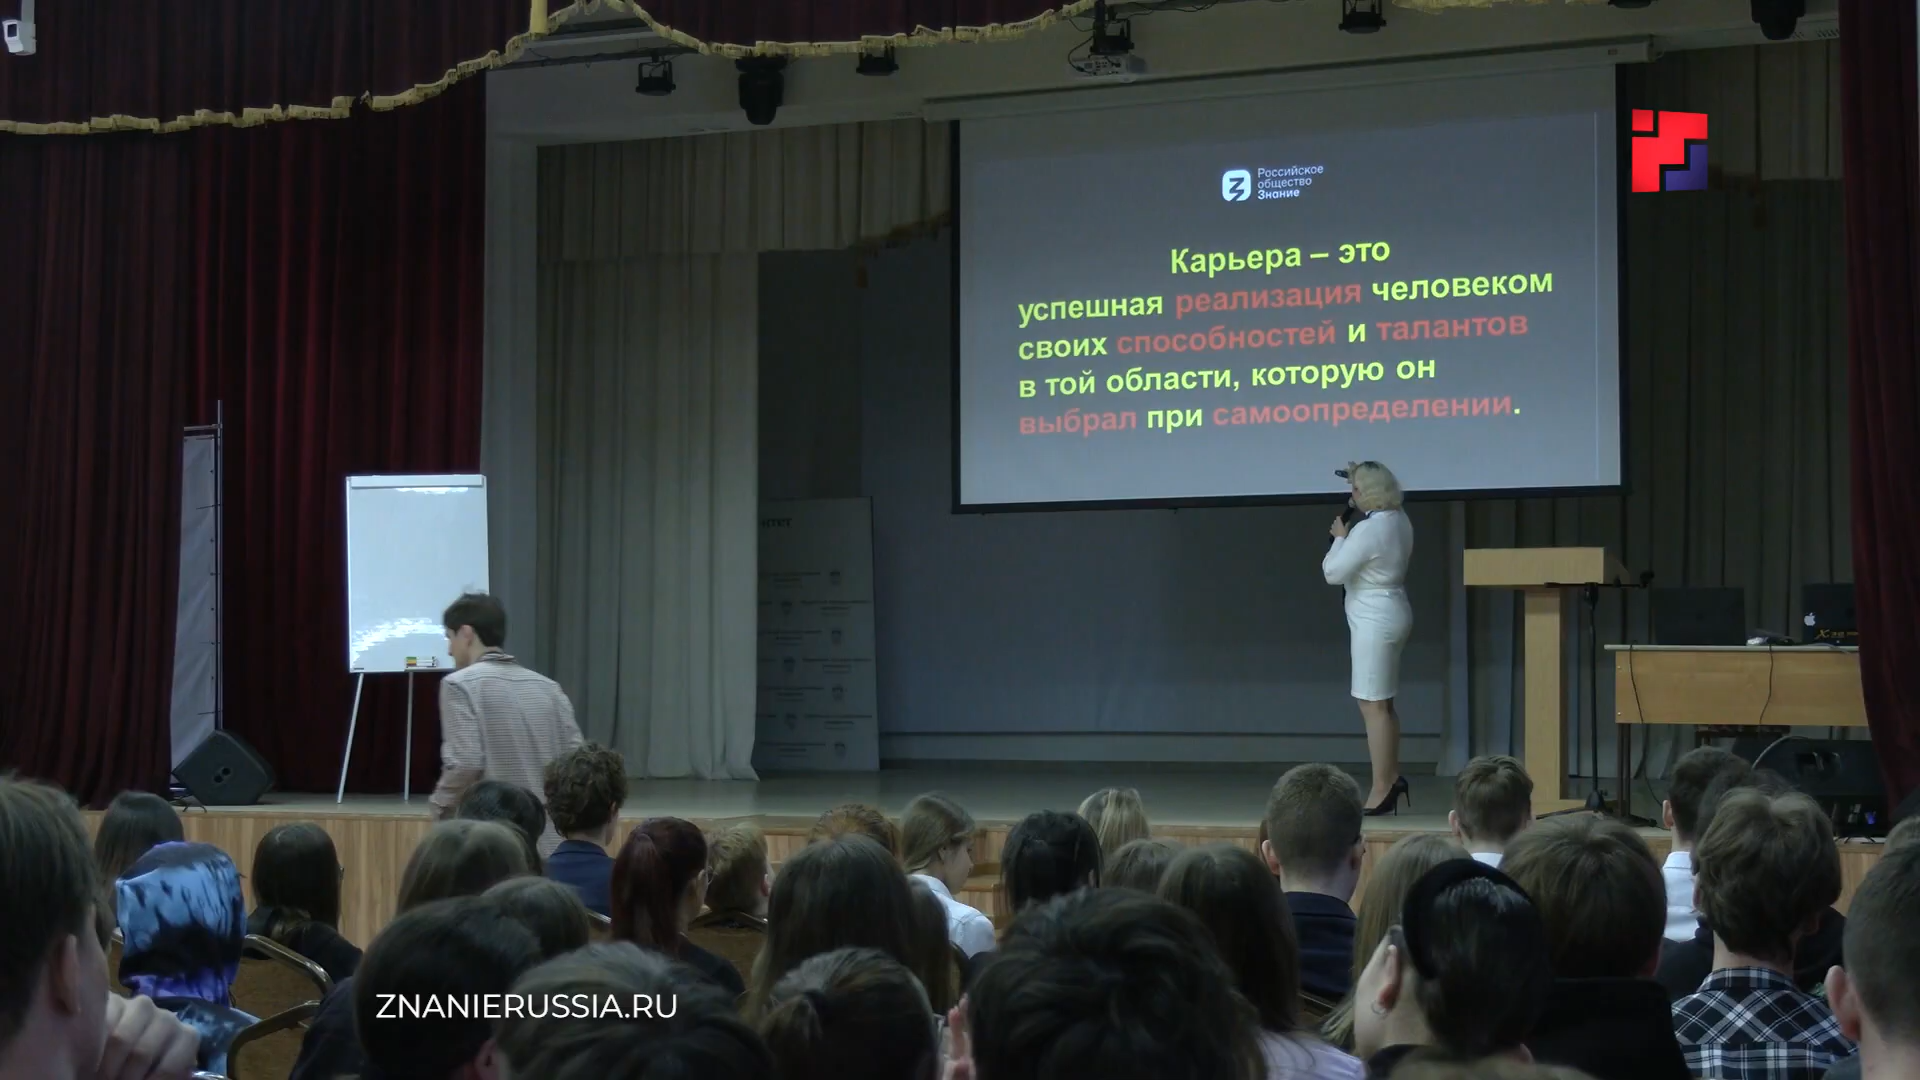 Российское
общество
Знание
Карьера – это
успешная реализация человеком
своих способностей и талантов
в той области, которую он
выбрал при самоопределении.
ZNANIERUSSIA.RU